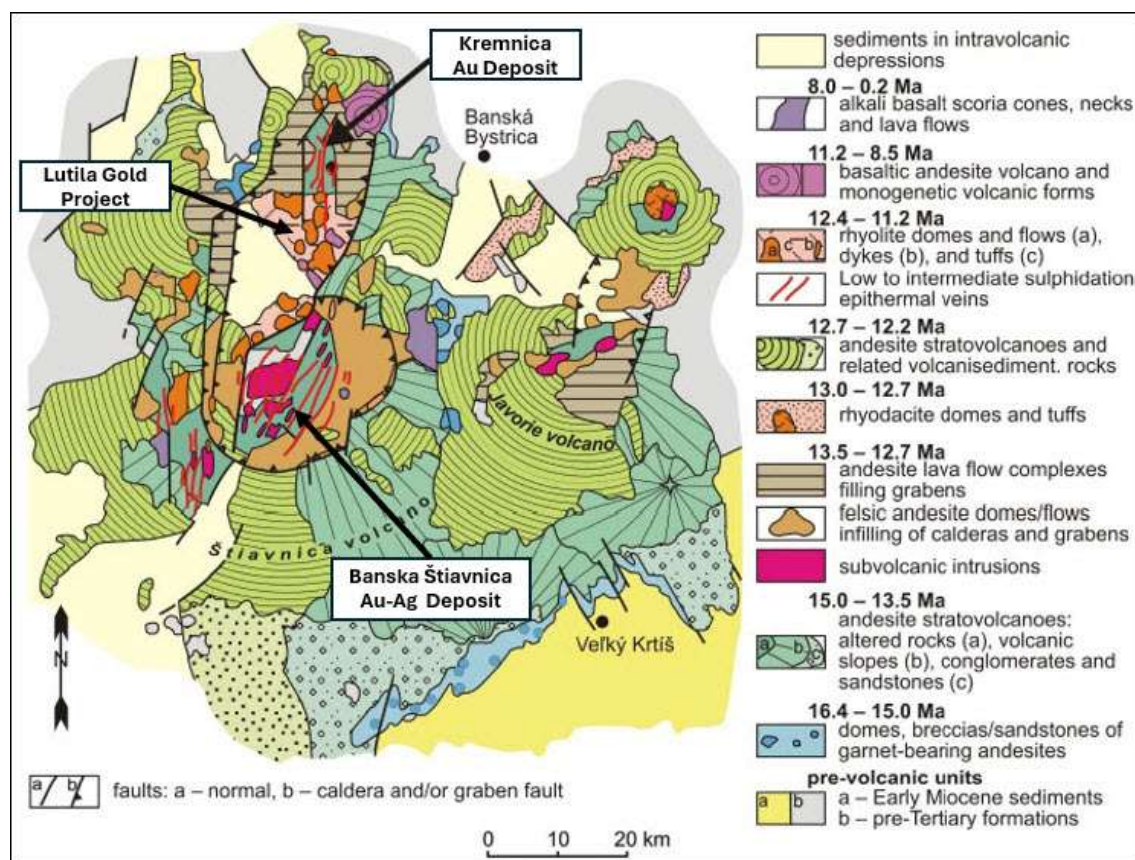 Kremnica
Au Deposit
Banská
Bystrica
Lutila Gold
Project
Javorie volcano
Štiavnica volcano
Banska Štiavnica
Au-Ag Deposit
Veľký Krtíš
N
a b faults: a – normal, b – caldera and/or graben fault
0 10 20 km
sediments in intravolcanic
depressions
8.0 – 0.2 Ma
alkali basalt scoria cones, necks
and lava flows
11.2 – 8.5 Ma
basaltic andesite volcano and
monogenetic volcanic forms
12.4 – 11.2 Ma
a c b rhyolite domes and flows (a),
dykes (b), and tuffs (c)
Low to intermediate sulphidation
epithermal veins
12.7 – 12.2 Ma
andesite stratovolcanoes and
related volcanisediment. rocks
13.0 – 12.7 Ma
rhyodacite domes and tuffs
13.5 – 12.7 Ma
andesite lava flow complexes
filling grabens
felsic andesite domes/flows
infilling of calderas and grabens
subvolcanic intrusions
15.0 – 13.5 Ma
andesite stratovolcanoes:
a b c altered rocks (a), volcanic
slopes (b), conglomerates and
sandstones (c)
16.4 – 15.0 Ma
domes, breccias/sandstones of
garnet-bearing andesites
pre-volcanic units
a b a – Early Miocene sediments
b – pre-Tertiary formations